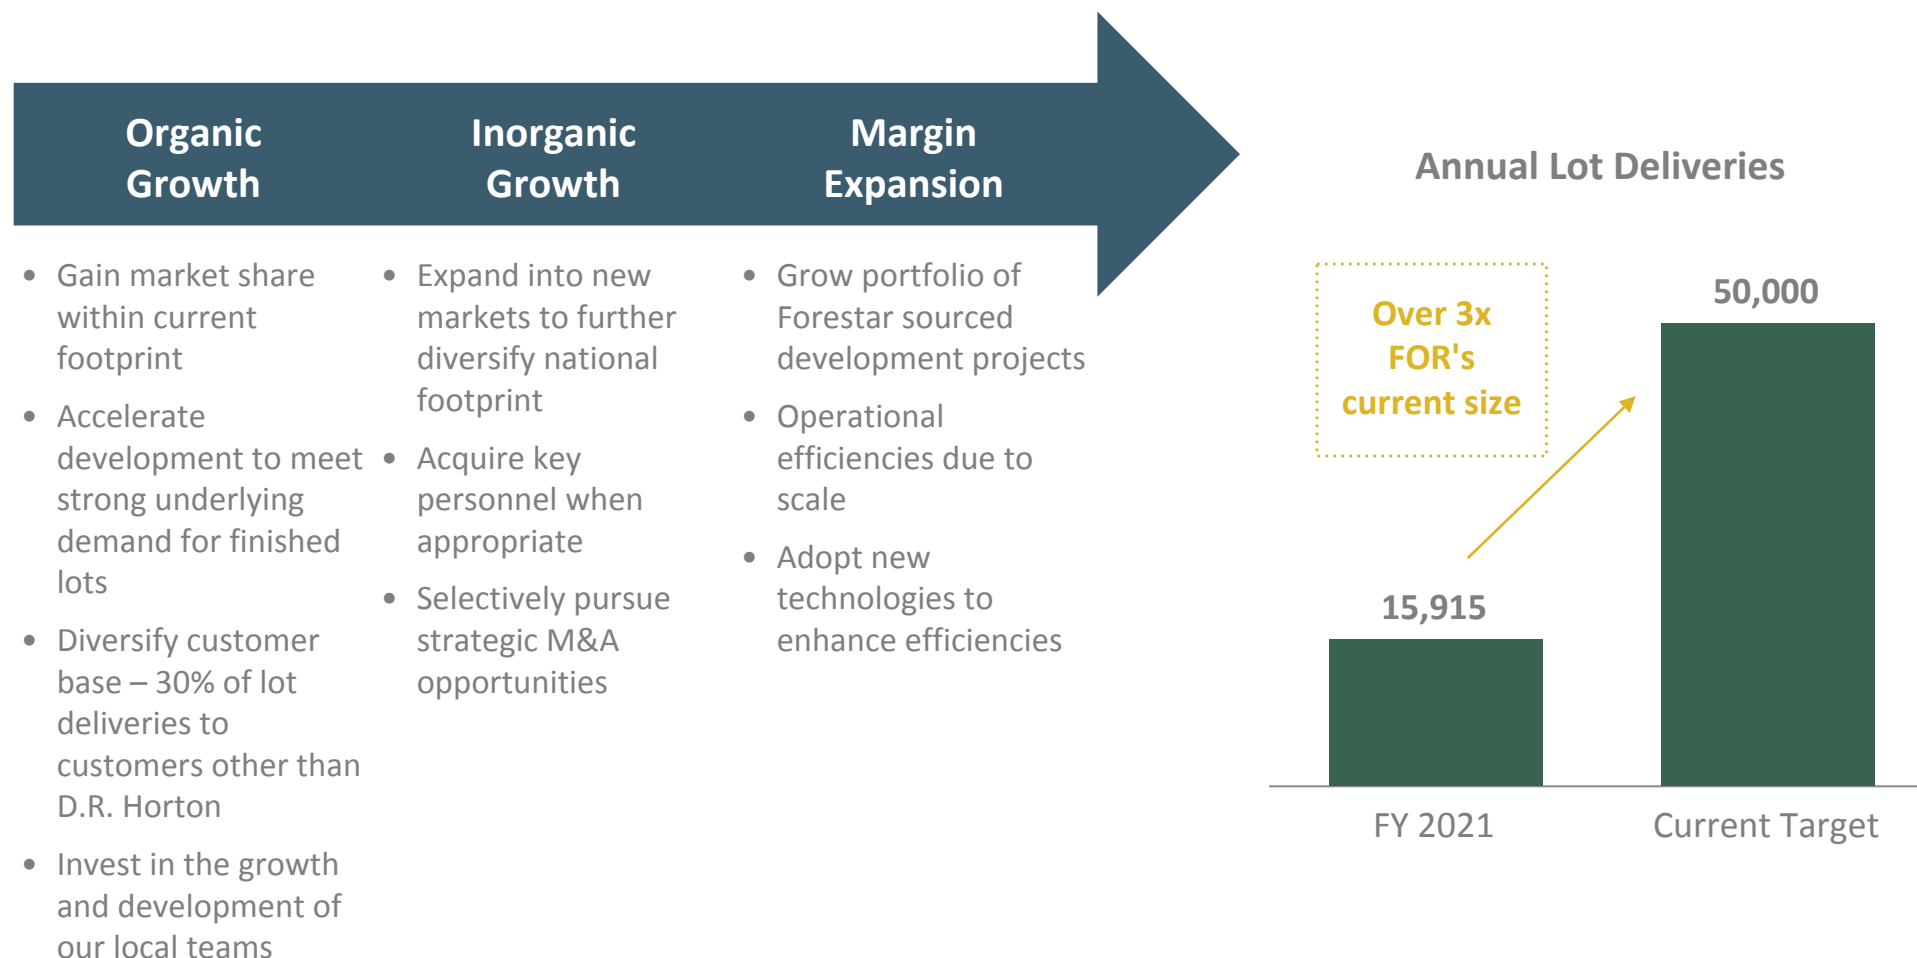 Organic
Growth
Inorganic
Growth
Margin
Expansion
• Gain market share
within current
footprint
• Accelerate
development to meet
strong underlying
demand for finished
lots
• Diversify customer
base – 30% of lot
deliveries to
customers other than
D.R. Horton
• Invest in the growth
and development of
our local teams
• Expand into new
markets to further
diversify national
footprint
• Acquire key
personnel when
appropriate
• Selectively pursue
strategic M&A
opportunities
• Grow portfolio of
Forestar sourced
development projects
• Operational
efficiencies due to
scale
• Adopt new
technologies to
enhance efficiencies
Annual Lot Deliveries
Over 3x
FOR's
current size
50,000
15,915
FY 2021
Current Target